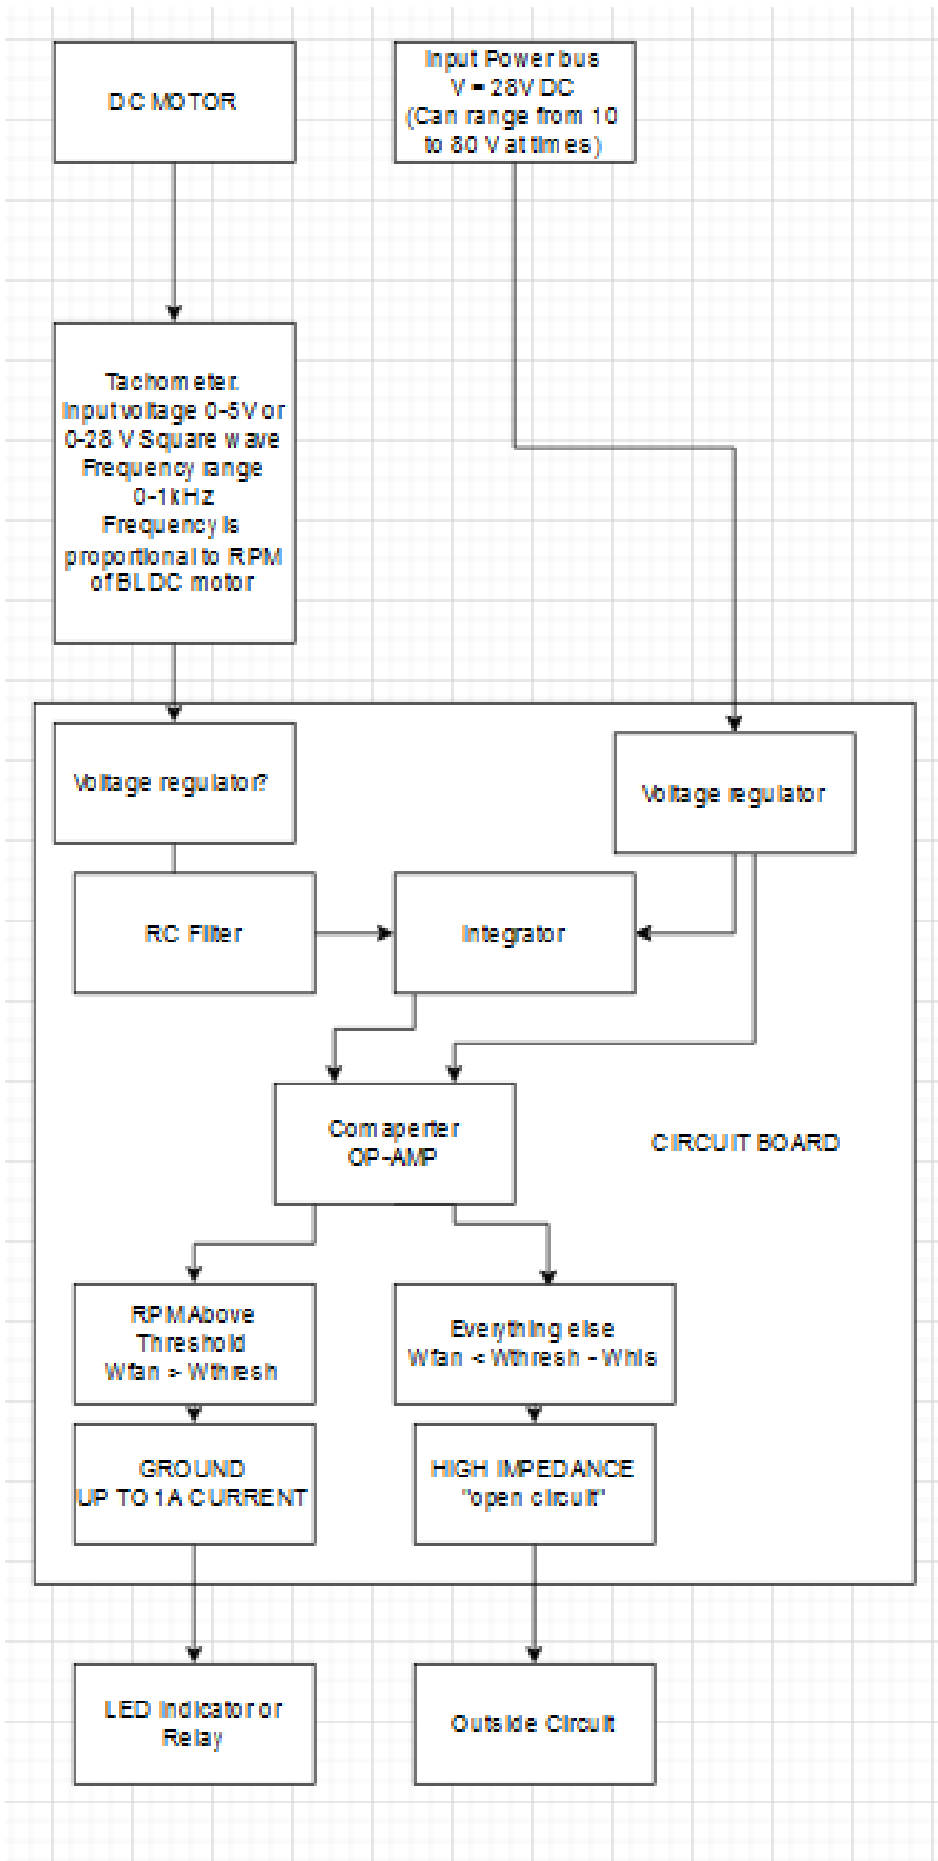 DC MOTOR
Input Power bus
V = 28V DC
(Can range from 10
to 80 V at times)
Tachometer.
Input voltage 0-5V or
0-28 V Square wave
Frequency range
0-1kHz
Frequency is
proportional to RPM
of BLDC motor
Voltage regulator?
Voltage regulator
RC Filter
Integrator
Comaperter
OP-AMP
CIRCUIT BOARD
RPM Above
Threshold
Wfan > Wthresh
Everything else
Wfan < Wthresh - Whis
GROUND
UP TO 1A CURRENT
HIGH IMPEDANCE
"open circuit"
LED Indicator or
Relay
Outside Circuit